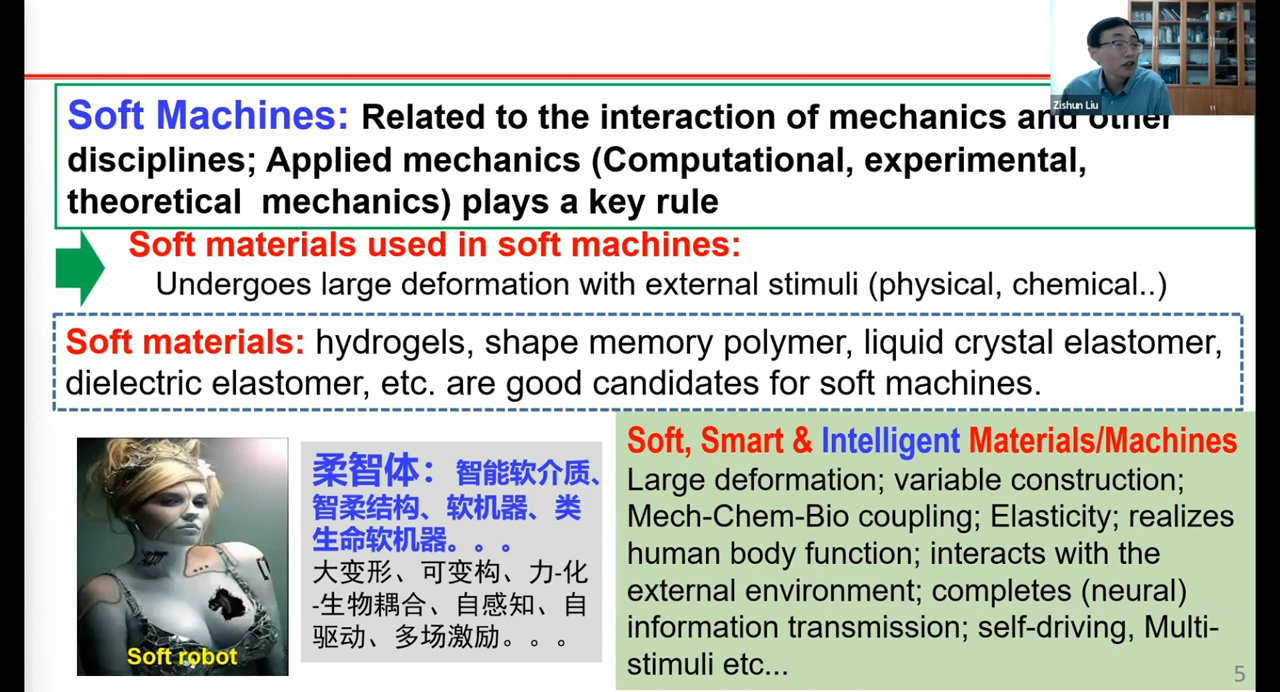 Zishun Liu
Soft Machines: Related to the interaction of mechanics and other
disciplines; Applied mechanics (Computational, experimental,
theoretical mechanics) plays a key rule
Soft materials used in soft machines:
Undergoes large deformation with external stimuli (physical, chemical..)
Soft materials: hydrogels, shape memory polymer, liquid crystal elastomer,
dielectric elastomer, etc. are good candidates for soft machines.
Soft robot
柔智体：智能软介质、
智柔结构、软机器、类
生命软机器。。。
大变形、可变构、力-化
-生物耦合、自感知、自
驱动、多场激励。。。
Soft, Smart & Intelligent Materials/Machines
Large deformation; variable construction;
Mech-Chem-Bio coupling; Elasticity; realizes
human body function; interacts with the
external environment; completes (neural)
information transmission; self-driving, Multi-
stimuli etc...
5